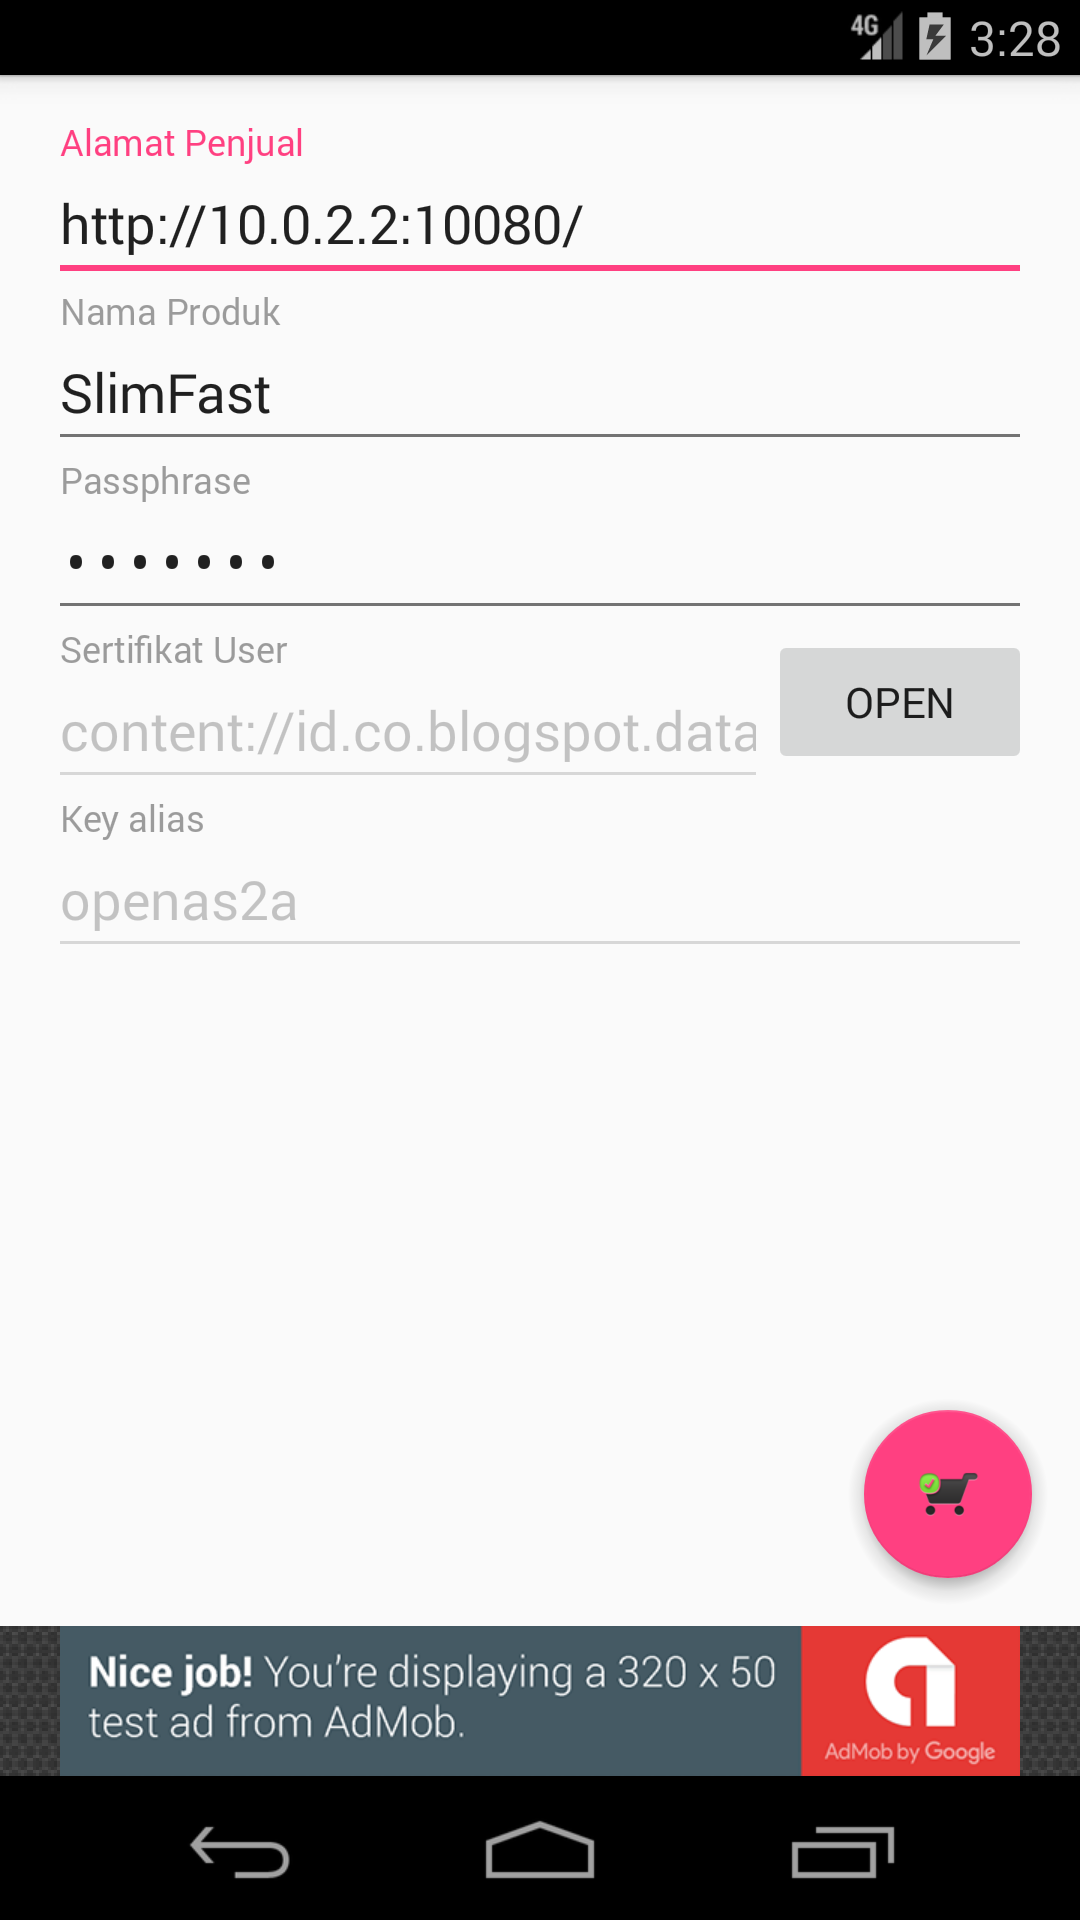 4G 3:28
Alamat Penjual
http://10.0.2.2:10080/
Nama Produk
SlimFast
Passphrase
•••••••
Sertifikat User
content://id.co.blogspot.data
OPEN
Key alias
openas2a
Nice job! You're displaying a 320 x 50
test ad from AdMob.
AdMob by Google